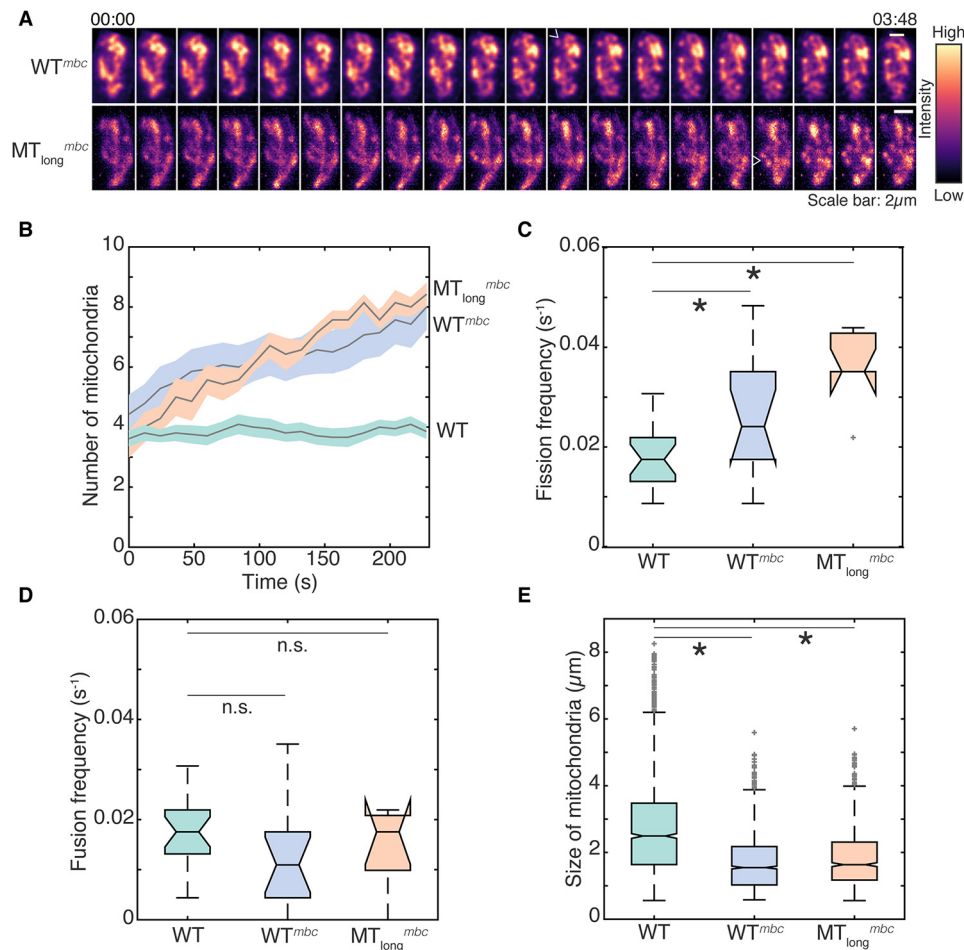 A
00:00
03:48
WT^mbc
MT_long^mbc
High
Intensity
Low
Scale bar: 2µm
B
Number of mitochondria
10
8
6
4
2
0
0 50 100 150 200
Time (s)
MT_long^mbc
WT^mbc
WT
C
Fission frequency (s⁻¹)
0.06
0.04
0.02
0
*
*
WT WT^mbc MT_long^mbc
D
Fusion frequency (s⁻¹)
0.06
0.04
0.02
0
n.s.
n.s.
WT WT^mbc MT_long^mbc
E
Size of mitochondria (µm)
8
6
4
2
0
* *
WT WT^mbc MT_long^mbc